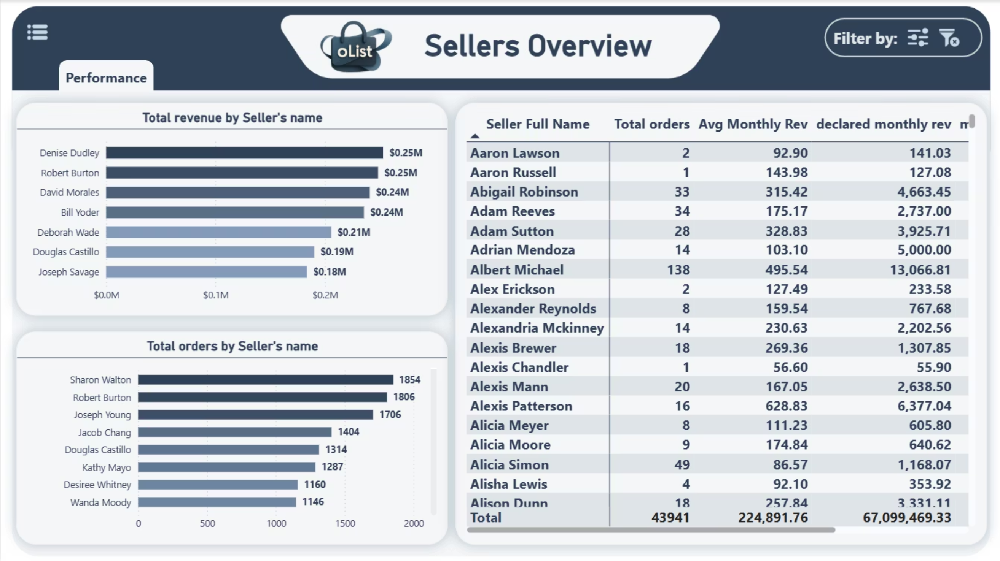 oList
Sellers Overview
Filter by:
Performance
Total revenue by Seller's name
Denise Dudley $0.25M
Robert Burton $0.25M
David Morales $0.24M
Bill Yoder $0.24M
Deborah Wade $0.21M
Douglas Castillo $0.19M
Joseph Savage $0.18M
$0.0M $0.1M $0.2M
Total orders by Seller's name
Sharon Walton 1854
Robert Burton 1806
Joseph Young 1706
Jacob Chang 1404
Douglas Castillo 1314
Kathy Mayo 1287
Desiree Whitney 1160
Wanda Moody 1146
0 500 1000 1500 2000
Seller Full Name Total orders Avg Monthly Rev declared monthly rev
Aaron Lawson 2 92.90 141.03
Aaron Russell 1 143.98 127.08
Abigail Robinson 33 315.42 4,663.45
Adam Reeves 34 175.17 2,737.00
Adam Sutton 28 328.83 3,925.71
Adrian Mendoza 14 103.10 5,000.00
Albert Michael 138 495.54 13,066.81
Alex Erickson 2 127.49 233.58
Alexander Reynolds 8 159.54 767.68
Alexandria Mckinney 14 230.63 2,202.56
Alexis Brewer 18 269.36 1,307.85
Alexis Chandler 1 56.60 55.90
Alexis Mann 20 167.05 2,638.50
Alexis Patterson 16 628.83 6,377.04
Alicia Meyer 8 111.23 605.80
Alicia Moore 9 174.84 640.62
Alicia Simon 49 86.57 1,168.07
Alisha Lewis 4 92.10 353.92
Alison Dunn 18 257.84 3,331.11
Total 43941 224,891.76 67,099,469.33